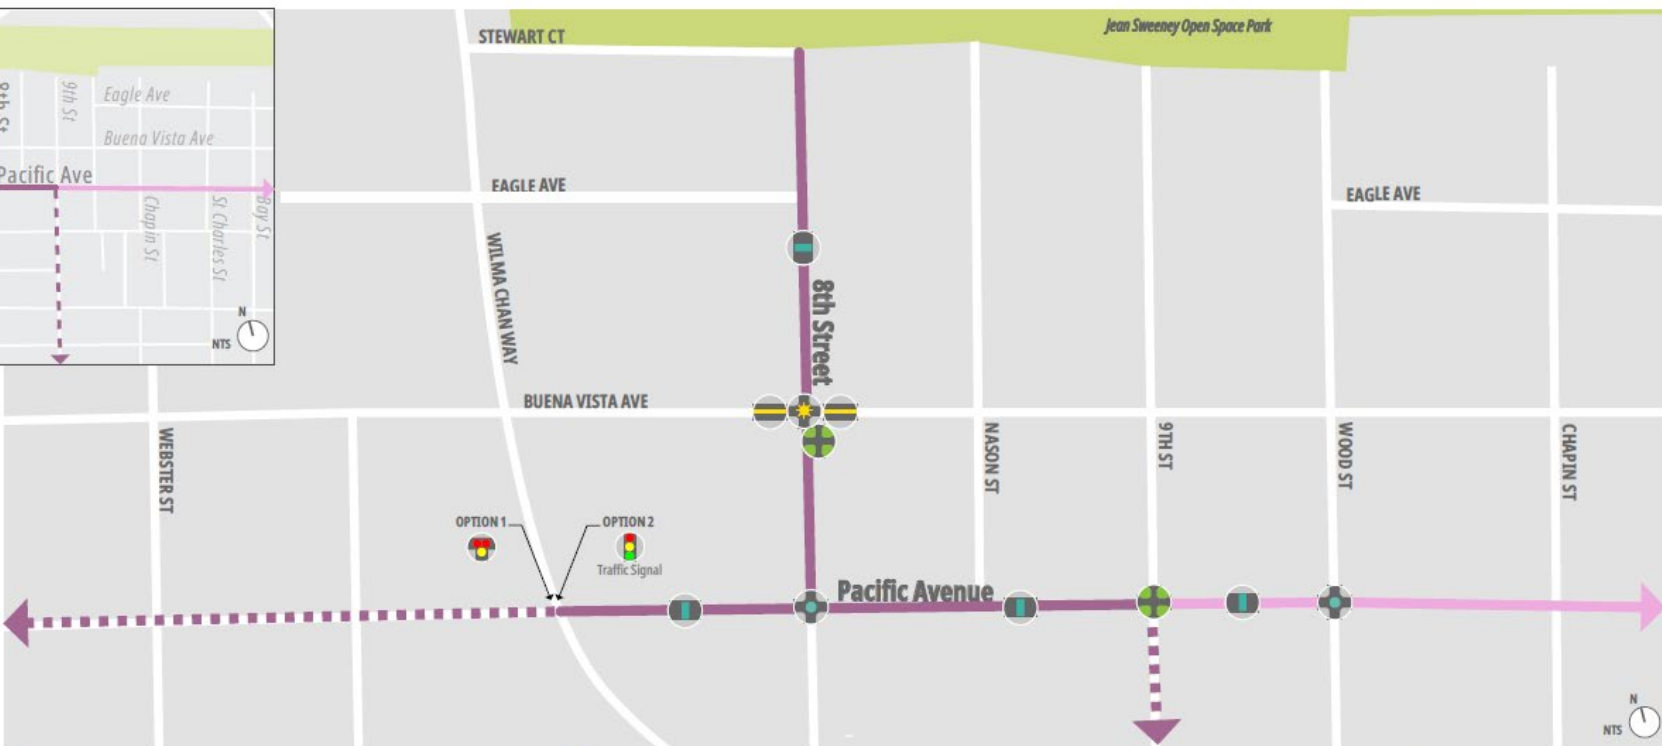 Jean Sweeney Open Space Park
STEWART CT
8th St
9th St
Eagle Ave
Buena Vista Ave
Pacific Ave
Chapin St
St Charles St
Bay St
N
NTS
EAGLE AVE
EAGLE AVE
WILMA CHAN WAY
8th Street
BUENA VISTA AVE
WEBSTER ST
NASON ST
9TH ST
WOOD ST
CHAPIN ST
OPTION 1
OPTION 2
Traffic Signal
Pacific Avenue
N
NTS